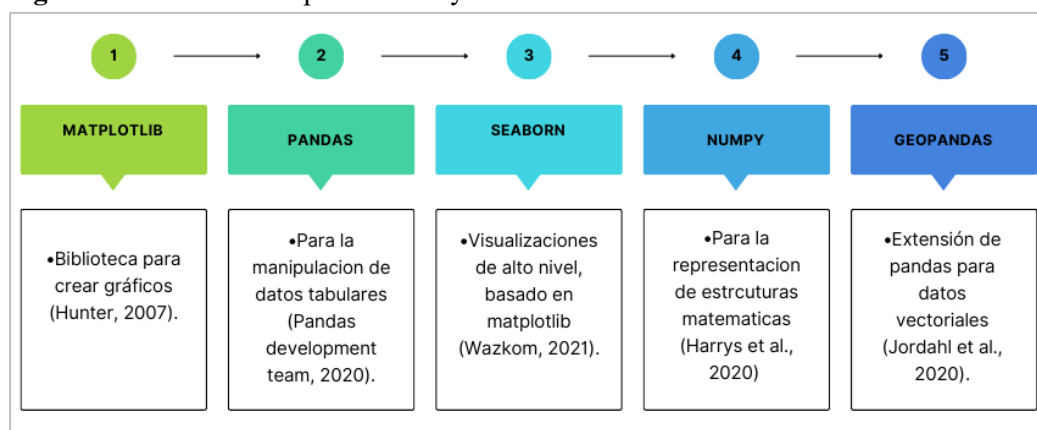 1
2
3
4
5
MATPLOTLIB
PANDAS
SEABORN
NUMPY
GEOPANDAS
•Biblioteca para
crear gráficos
(Hunter, 2007).
•Para la
manipulacion de
datos tabulares
(Pandas
development
team, 2020).
•Visualizaciones
de alto nivel,
basado en
matplotlib
(Wazkom, 2021).
•Para la
representacion
de estrcuturas
matematicas
(Harrys et al.,
2020)
•Extensión de
pandas para
datos
vectoriales
(Jordahl et al.,
2020).